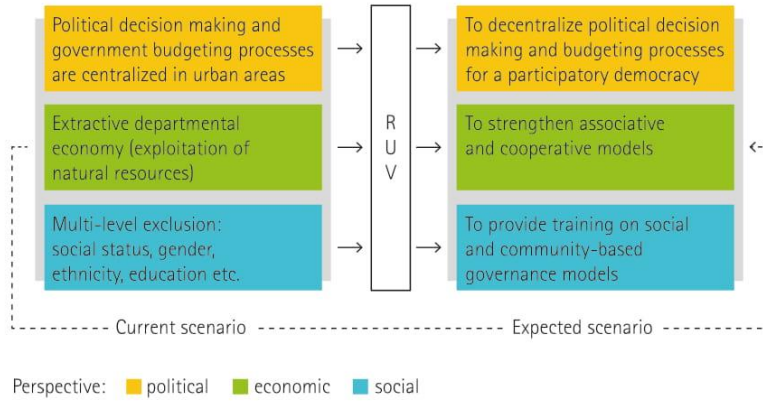 Political decision making and
government budgeting processes
are centralized in urban areas
Extractive departmental
economy (exploitation of
natural resources)
Multi-level exclusion:
social status, gender,
ethnicity, education etc.
R
U
V
To decentralize political decision
making and budgeting processes
for a participatory democracy
To strengthen associative
and cooperative models
To provide training on social
and community-based
governance models
Current scenario
Expected scenario
Perspective: political economic social